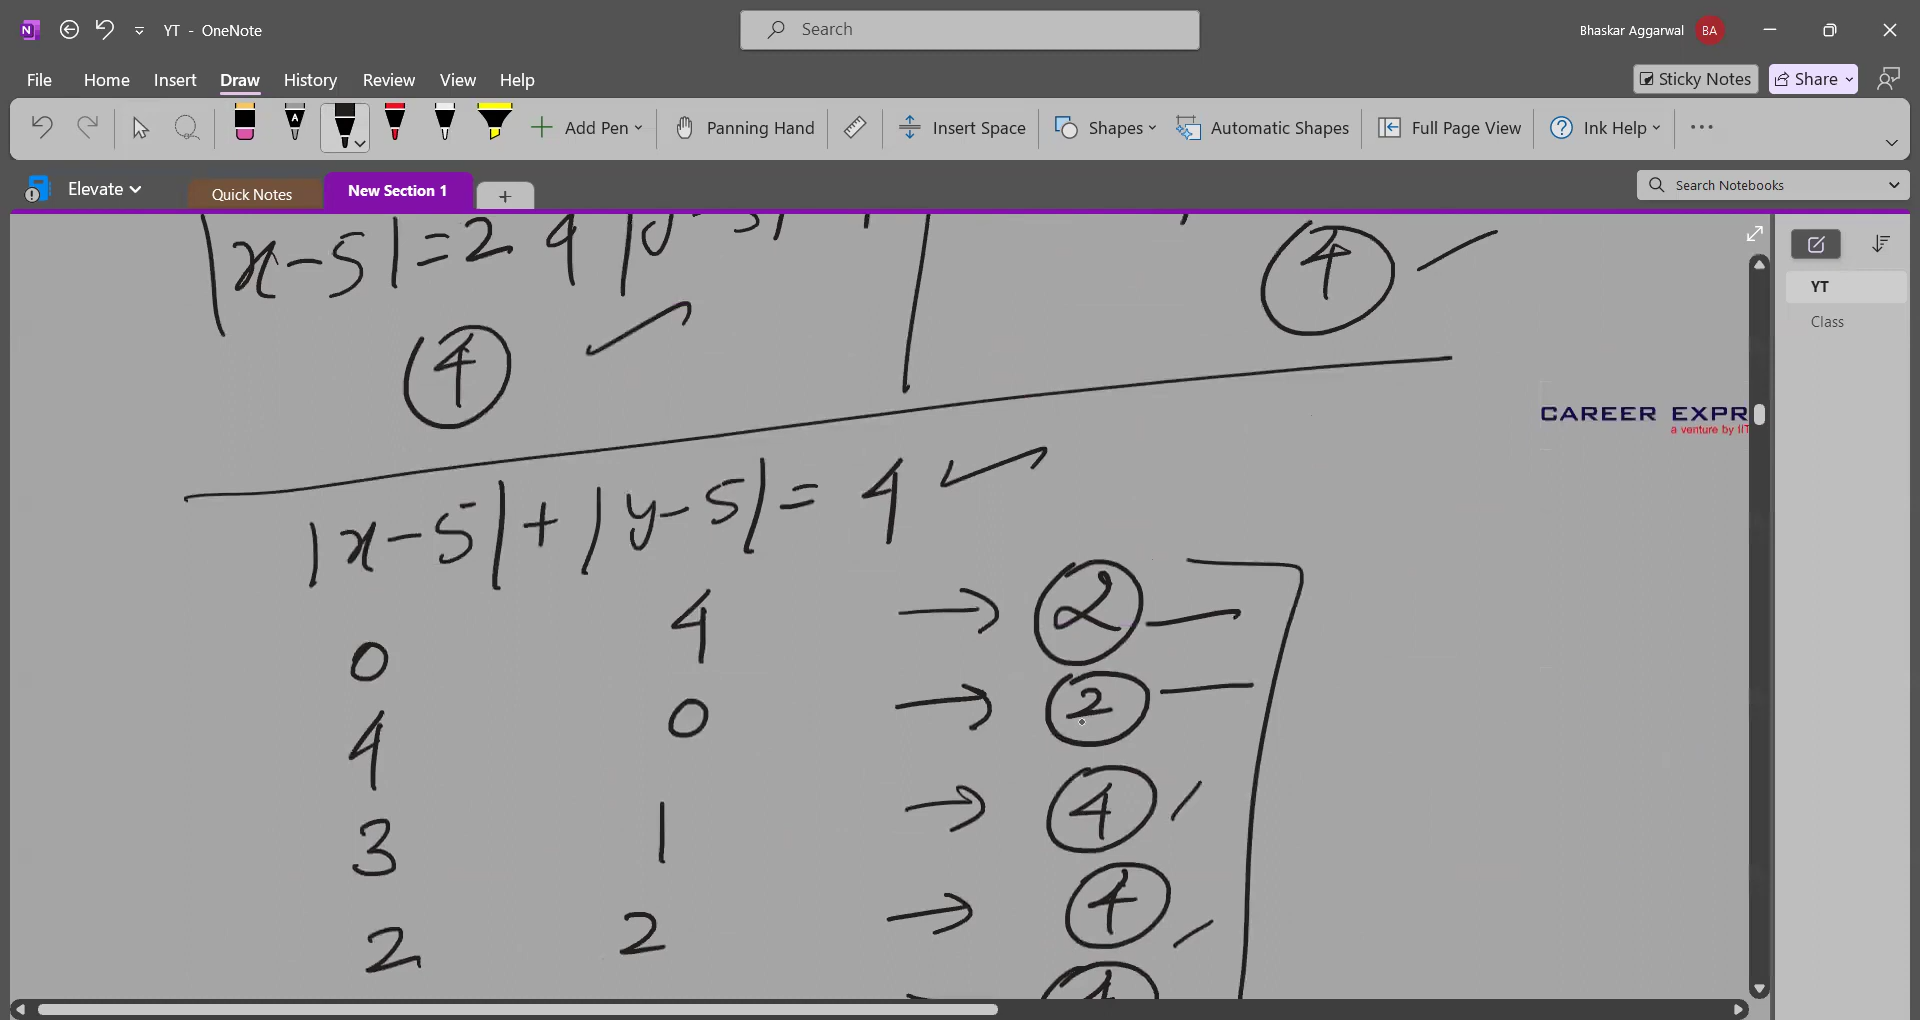 YT - OneNote
Search
Bhaskar Aggarwal BA
File Home Insert Draw History Review View Help
Sticky Notes Share
A Add Pen Panning Hand Insert Space Shapes Automatic Shapes Full Page View Ink Help
Elevate Quick Notes New Section 1 + Search Notebooks
YT
Class
|x-5|=2
4 ✓
4
CAREER EXPR
a venture by IIT
|x-5|+|y-5|=4 ✓
0 4 → 2
4 0 → 2
3 1 → 4
2 2 → 4